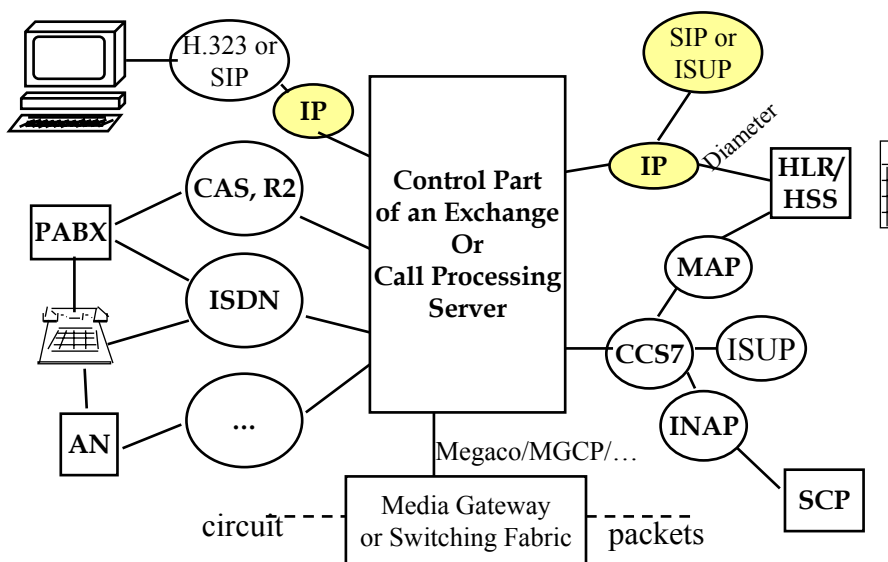 H.323 or
SIP
IP
SIP or
ISUP
IP
Diameter
HLR/
HSS
CAS, R2
PABX
Control Part
of an Exchange
Or
Call Processing
Server
MAP
ISDN
CCS7
ISUP
AN
...
INAP
Megaco/MGCP/…
SCP
circuit
Media Gateway
or Switching Fabric
packets